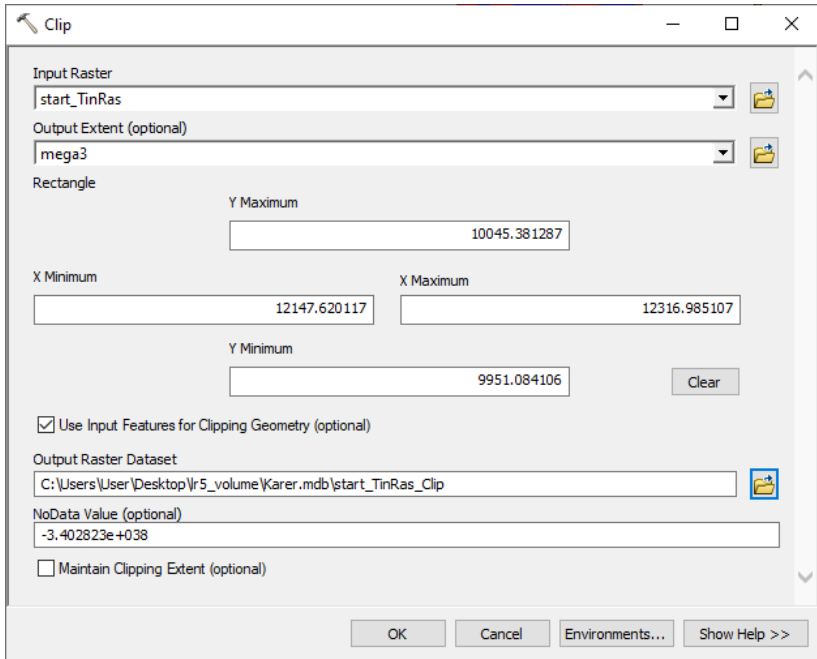 Clip
Input Raster
start_TinRas
Output Extent (optional)
mega3
Rectangle
Y Maximum
10045.381287
X Minimum
X Maximum
12147.620117
12316.985107
Y Minimum
9951.084106
Clear
Use Input Features for Clipping Geometry (optional)
Output Raster Dataset
C:\Users\User\Desktop\lr5_volume\Karer.mdb\start_TinRas_Clip
NoData Value (optional)
-3.402823e+038
Maintain Clipping Extent (optional)
OK
Cancel
Environments...
Show Help >>